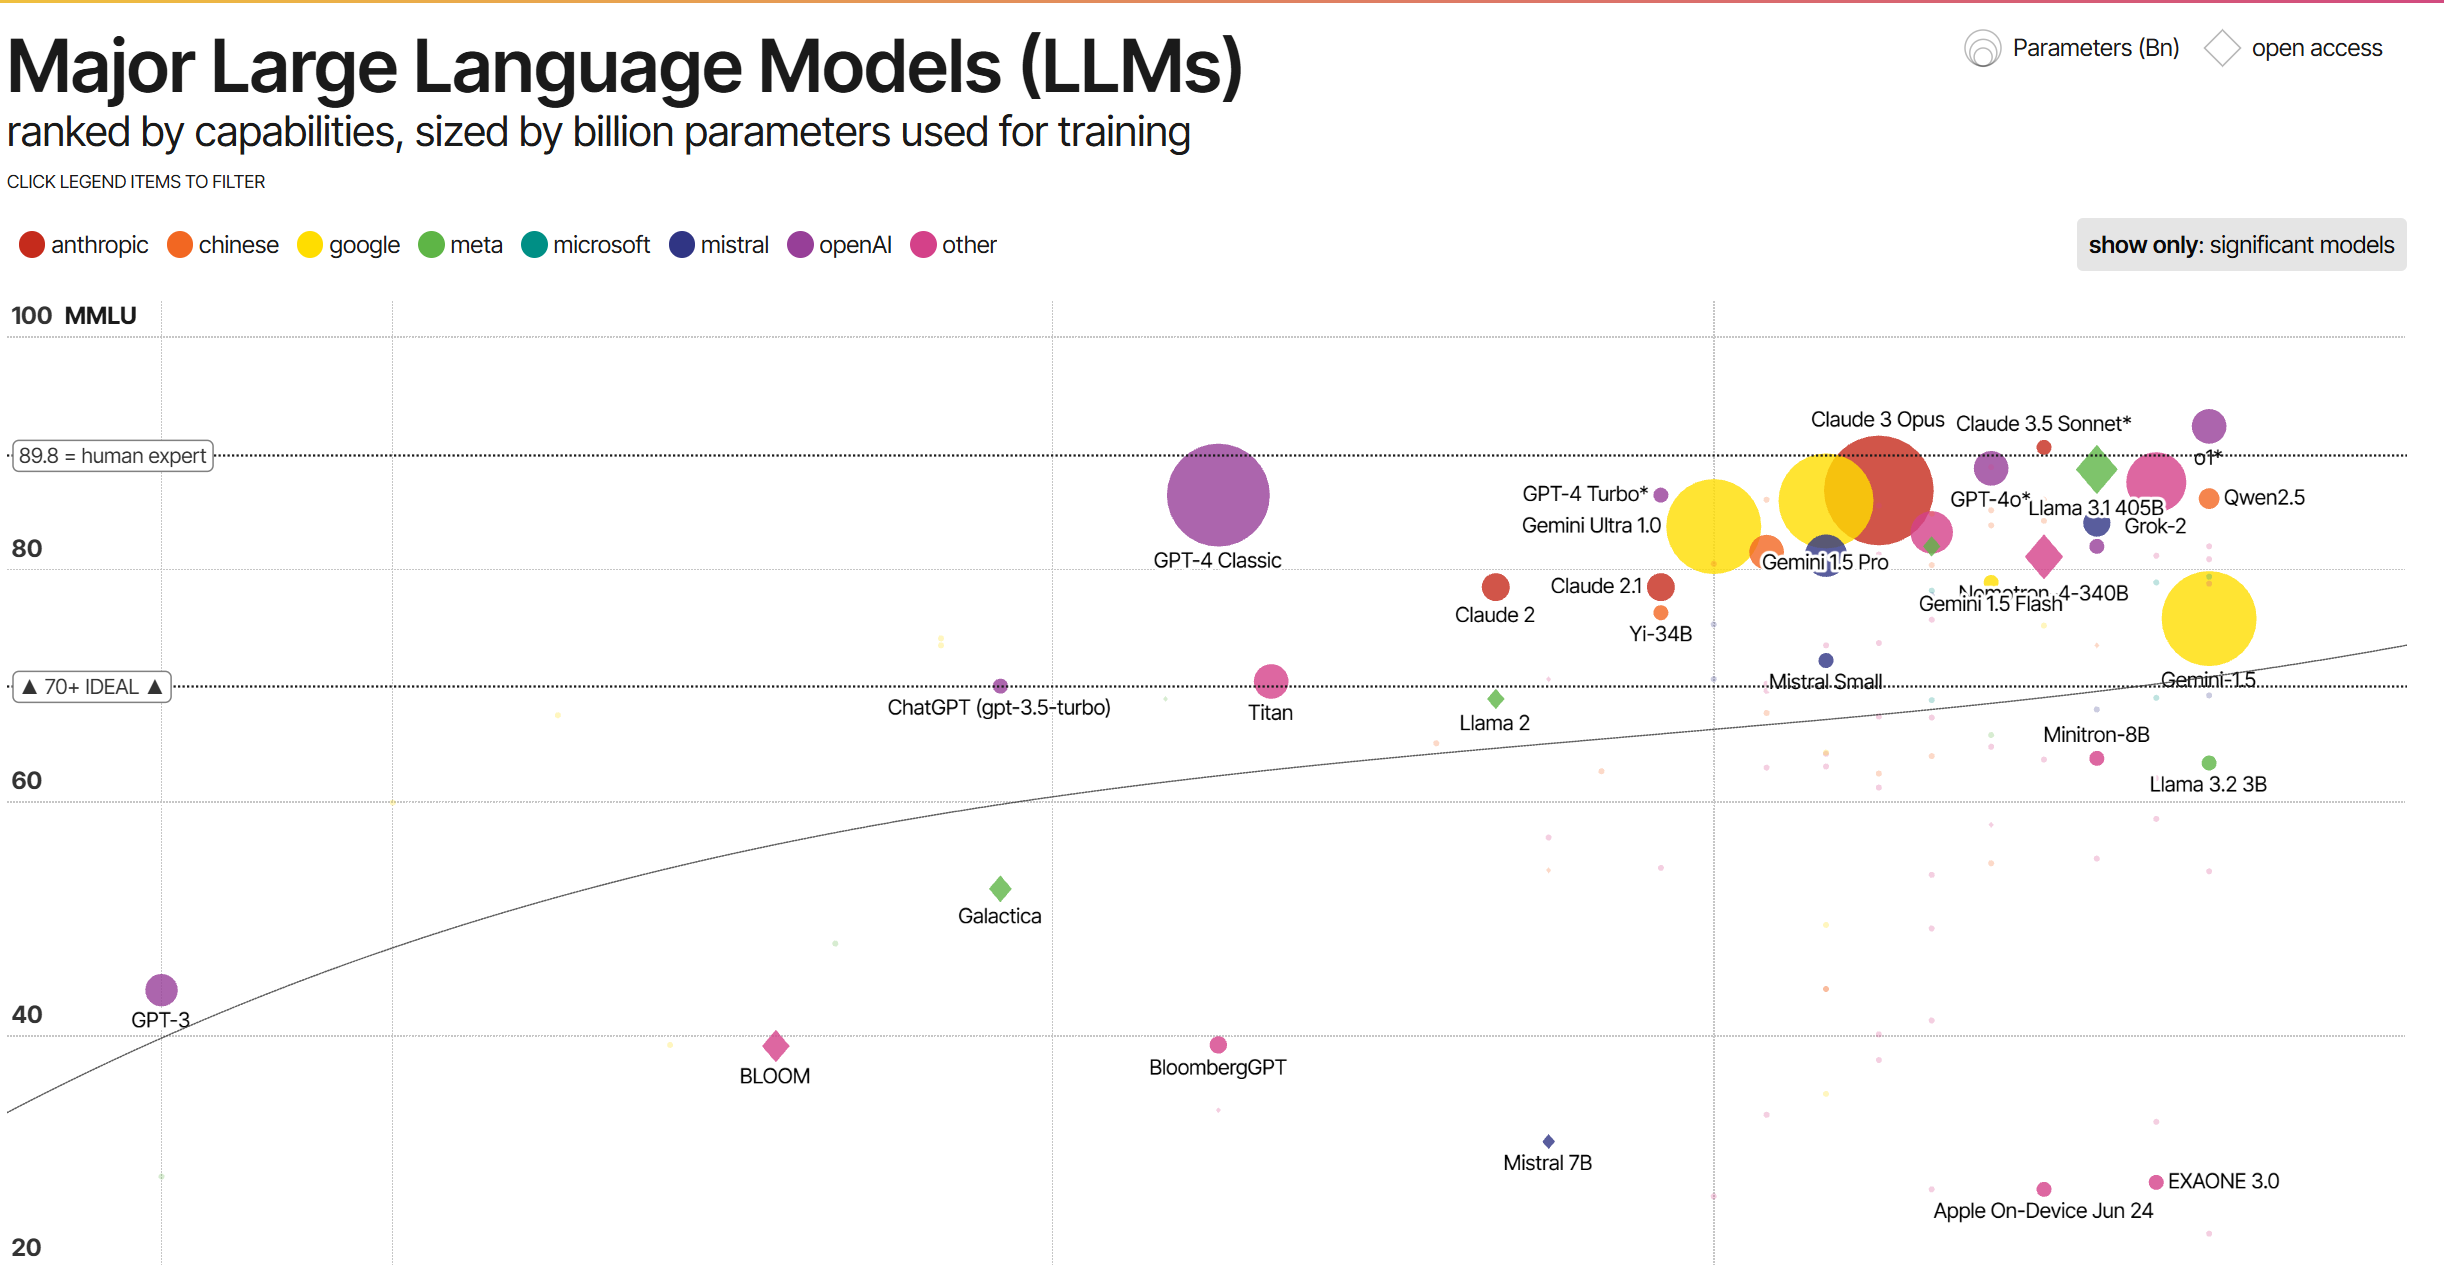 Major Large Language Models (LLMs)
Parameters (Bn)
open access
ranked by capabilities, sized by billion parameters used for training
CLICK LEGEND ITEMS TO FILTER
anthropic
chinese
google
meta
microsoft
mistral
openAI
other
show only: significant models
100 MMLU
Claude 3 Opus
Claude 3.5 Sonnet*
89.8 = human expert
o1*
GPT-4 Turbo*
GPT-4o*
Qwen2.5
Llama 3.1 405B
Gemini Ultra 1.0
Grok-2
80
GPT-4 Classic
Gemini 1.5 Pro
Claude 2.1
Nemotron-4-340B
Gemini 1.5 Flash
Claude 2
Yi-34B
▲ 70+ IDEAL ▲
Mistral Small
Gemini-1.5
ChatGPT (gpt-3.5-turbo)
Titan
Llama 2
Minitron-8B
60
Llama 3.2 3B
Galactica
40
GPT-3
BLOOM
BloombergGPT
Mistral 7B
EXAONE 3.0
Apple On-Device Jun 24
20